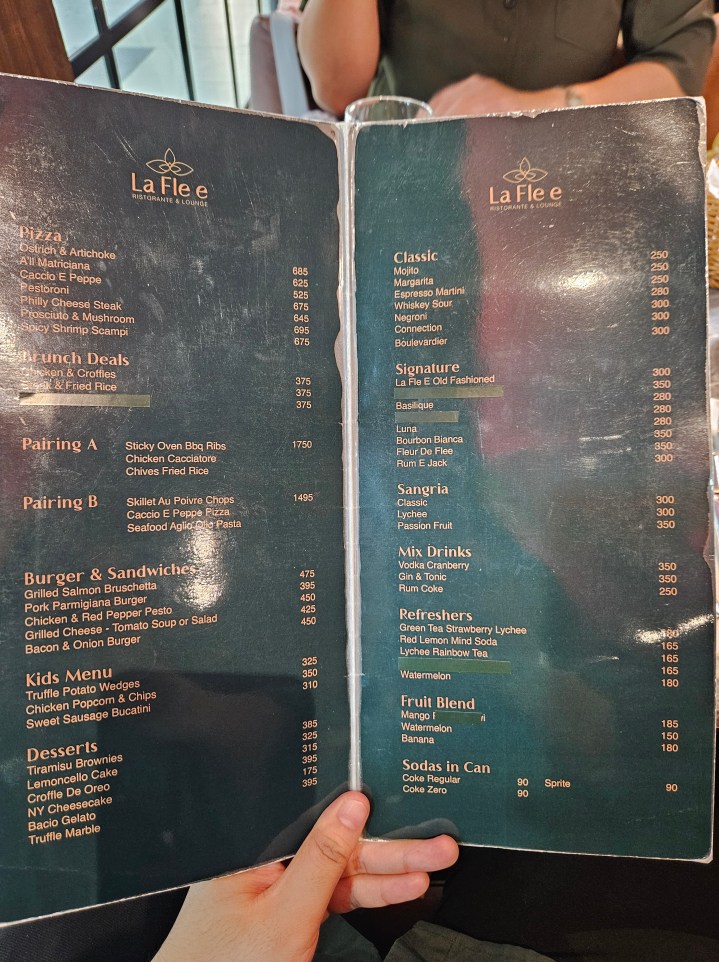 La Fle e
RISTORANTE & LOUNGE
Pizza
Ostrich & Artichoke
A'll Matriciana 685
Caccio E Peppe 625
Pestoroni 525
Philly Cheese Steak 675
Prosciuto & Mushroom 645
Spicy Shrimp Scampi 695
675
Brunch Deals
Chicken & Croffles 375
Steak & Fried Rice 375
375
Pairing A Sticky Oven Bbq Ribs 1750
Chicken Cacciatore
Chives Fried Rice
Pairing B Skillet Au Poivre Chops 1495
Caccio E Peppe Pizza
Seafood Aglio Olio Pasta
Burger & Sandwiches
Grilled Salmon Bruschetta 475
Pork Parmigiana Burger 395
Chicken & Red Pepper Pesto 450
Grilled Cheese - Tomato Soup or Salad 425
Bacon & Onion Burger 450
Kids Menu
Truffle Potato Wedges 325
Chicken Popcorn & Chips 350
Sweet Sausage Bucatini 310
Desserts
Tiramisu Brownies 385
Lemoncello Cake 325
Croffle De Oreo 315
NY Cheesecake 395
Bacio Gelato 175
Truffle Marble 395
La Fle e
RISTORANTE & LOUNGE
Classic 250
Mojito 250
Margarita 250
Espresso Martini 280
Whiskey Sour 300
Negroni 300
Connection 300
Boulevardier
Signature 300
La Fle E Old Fashioned 350
280
Basilique 280
Luna 350
Bourbon Bianca 350
Fleur De Flee 300
Rum E Jack
Sangria
Classic 300
Lychee 300
Passion Fruit 350
Mix Drinks
Vodka Cranberry 350
Gin & Tonic 350
Rum Coke 250
Refreshers
Green Tea Strawberry Lychee
Red Lemon Mind Soda 165
Lychee Rainbow Tea 165
165
Watermelon 180
Fruit Blend
Mango 185
Watermelon 150
Banana 180
Sodas in Can
Coke Regular 90 Sprite 90
Coke Zero 90